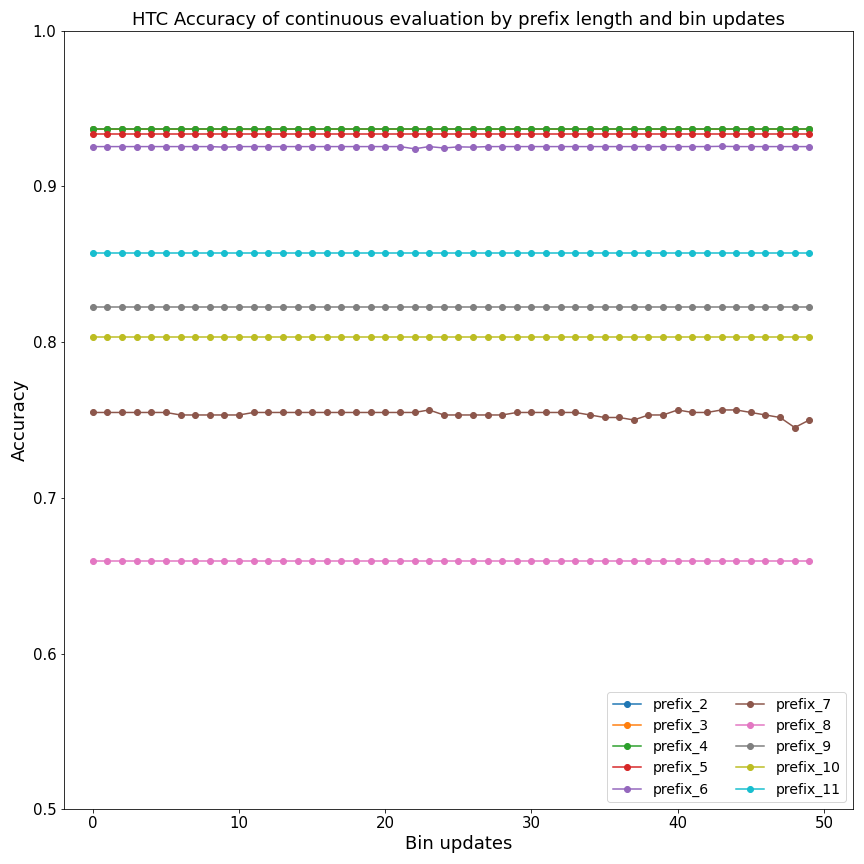 HTC Accuracy of continuous evaluation by prefix length and bin updates
1.0
0.9
0.8
0.7
0.6
0.5
Accuracy
0 10 20 30 40 50
Bin updates
prefix_2 prefix_7
prefix_3 prefix_8
prefix_4 prefix_9
prefix_5 prefix_10
prefix_6 prefix_11